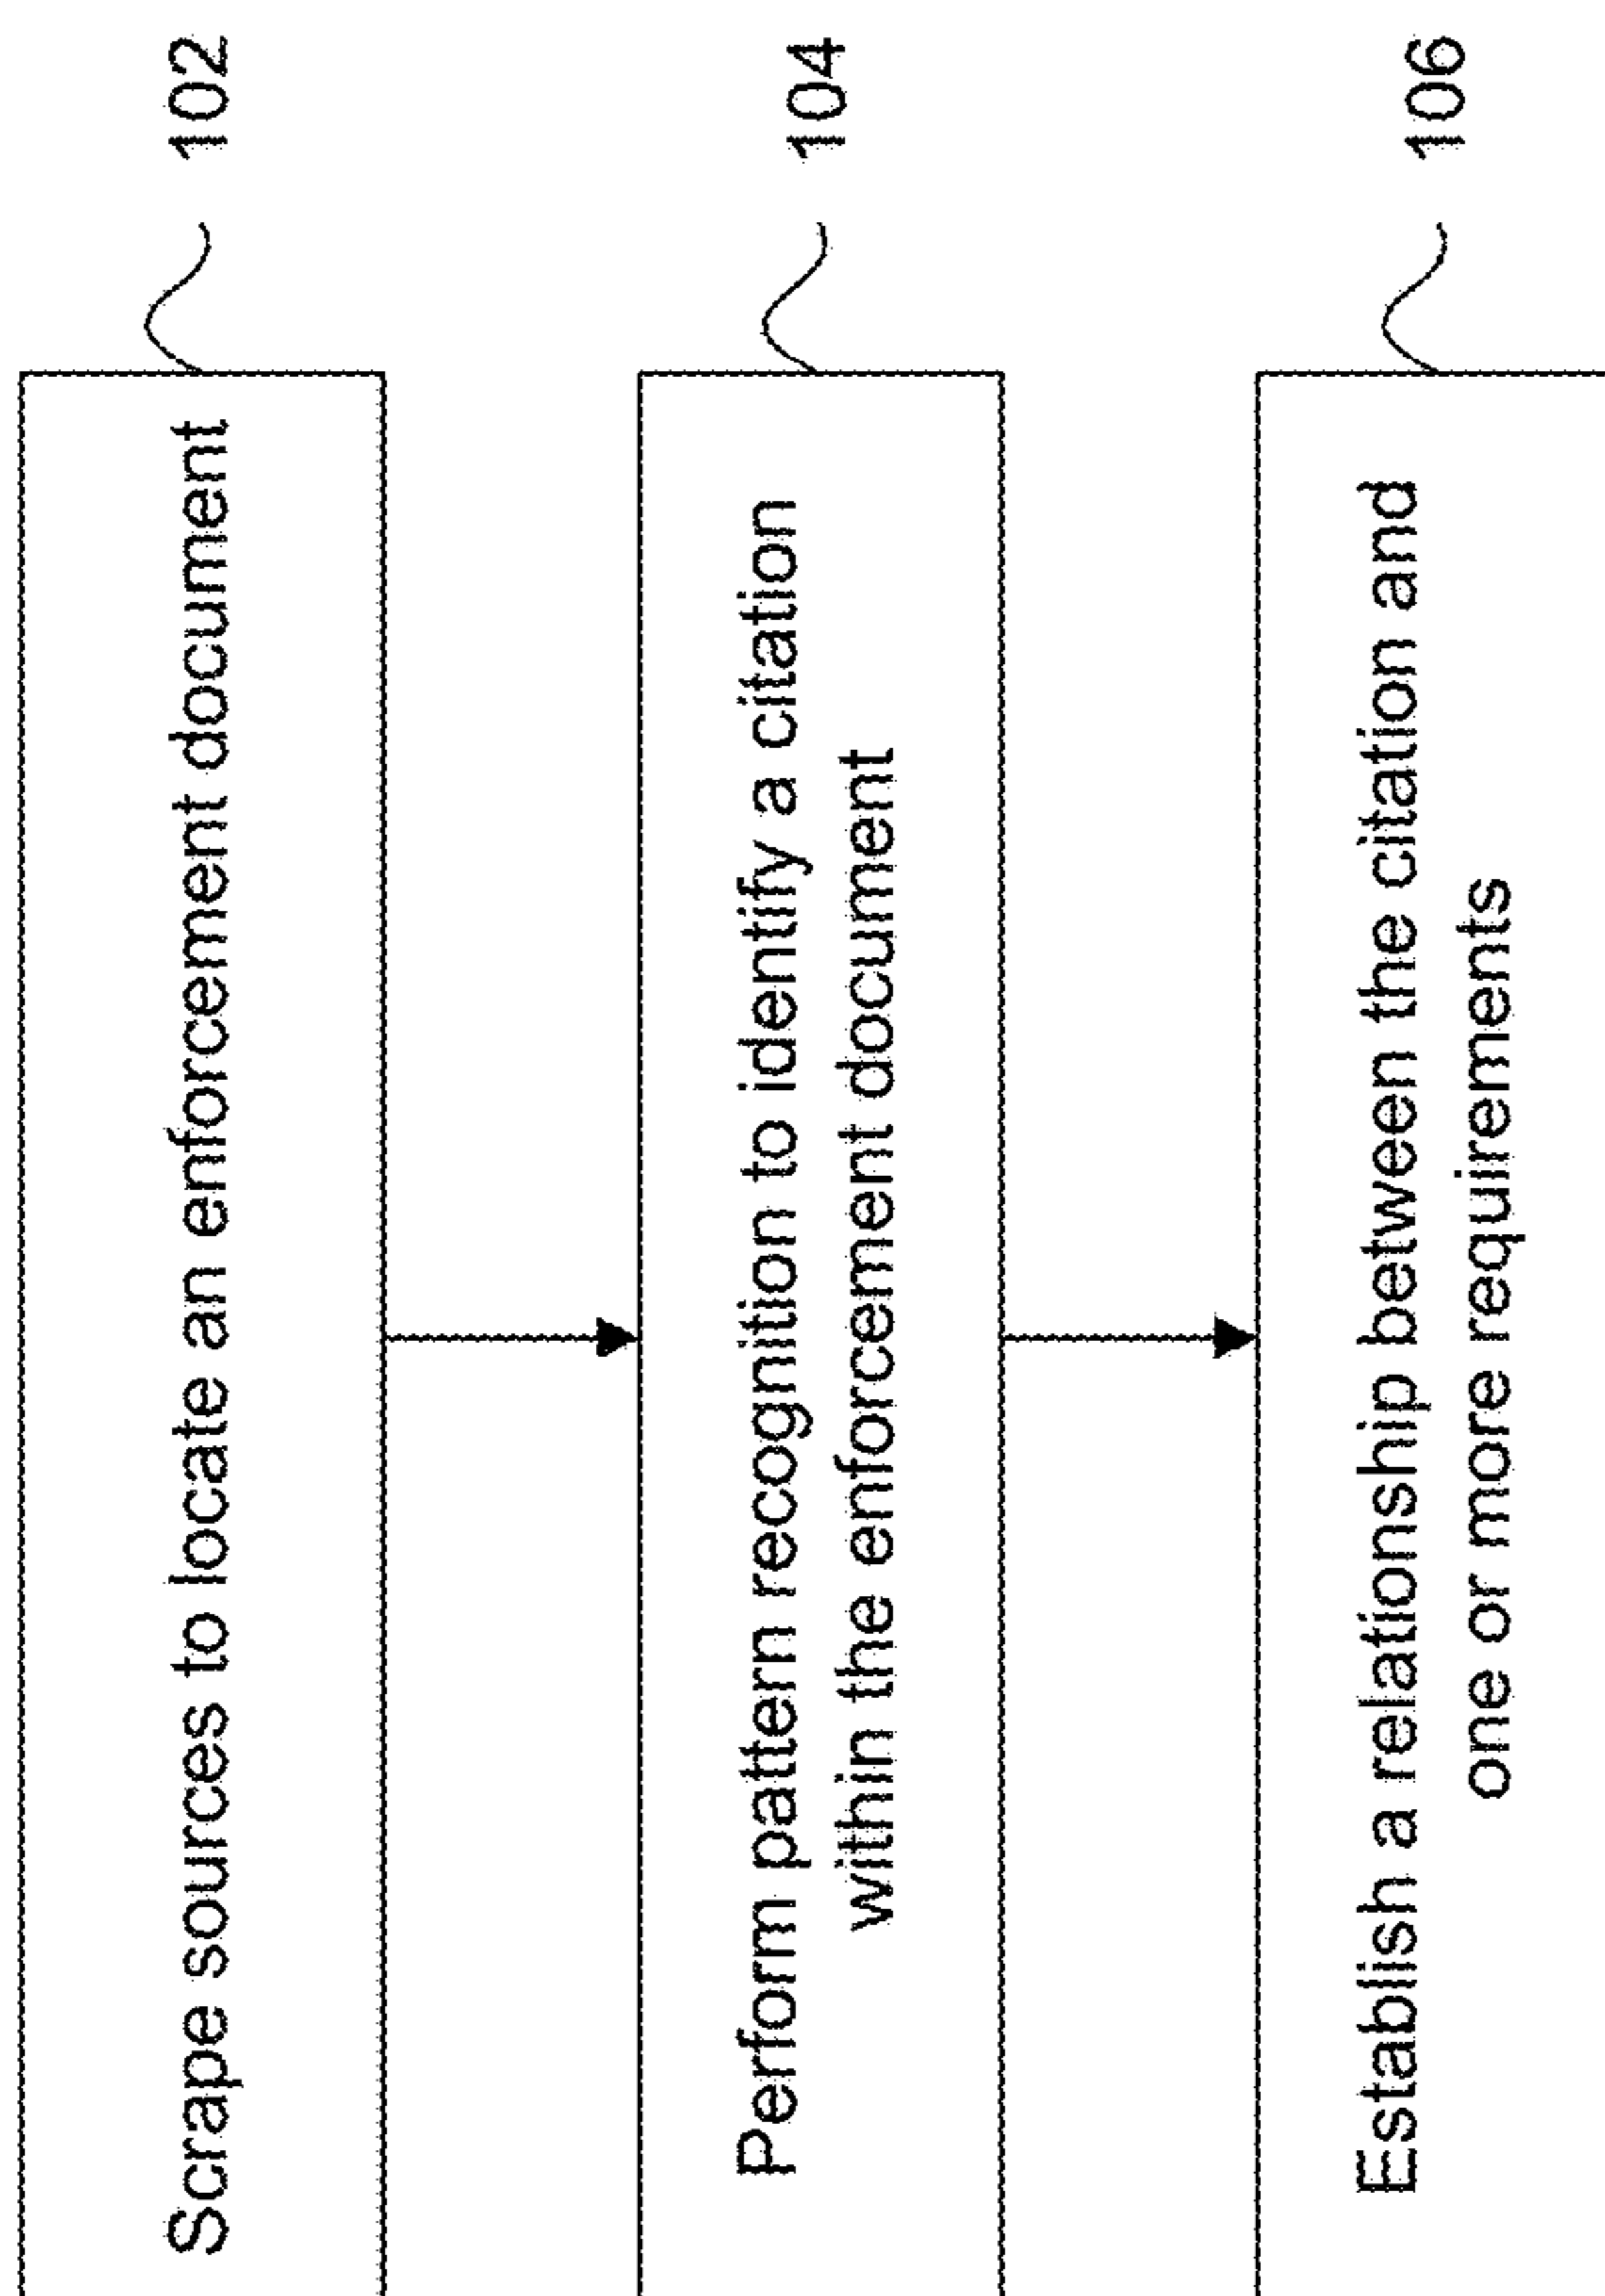 Scrape sources to locate an enforcement document
102
Perform pattern recognition to identify a citation
within the enforcement document
104
Establish a relationship between the citation and
one or more requirements
106